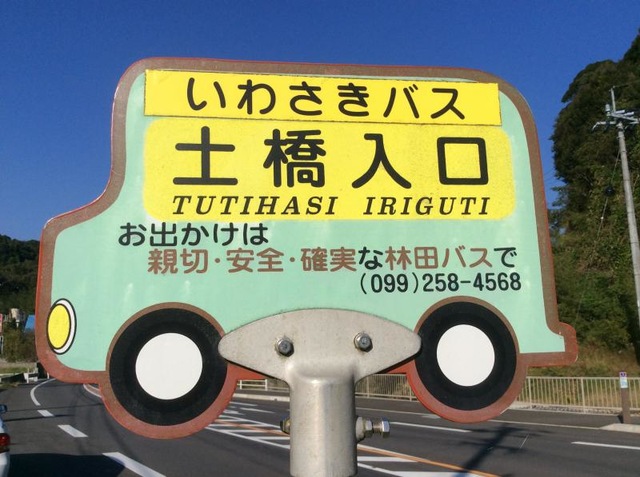 いわさきバス
土橋入口
TUTIHASI IRIGUTI
お出かけは
親切・安全・確実な林田バスで
(099)258-4568